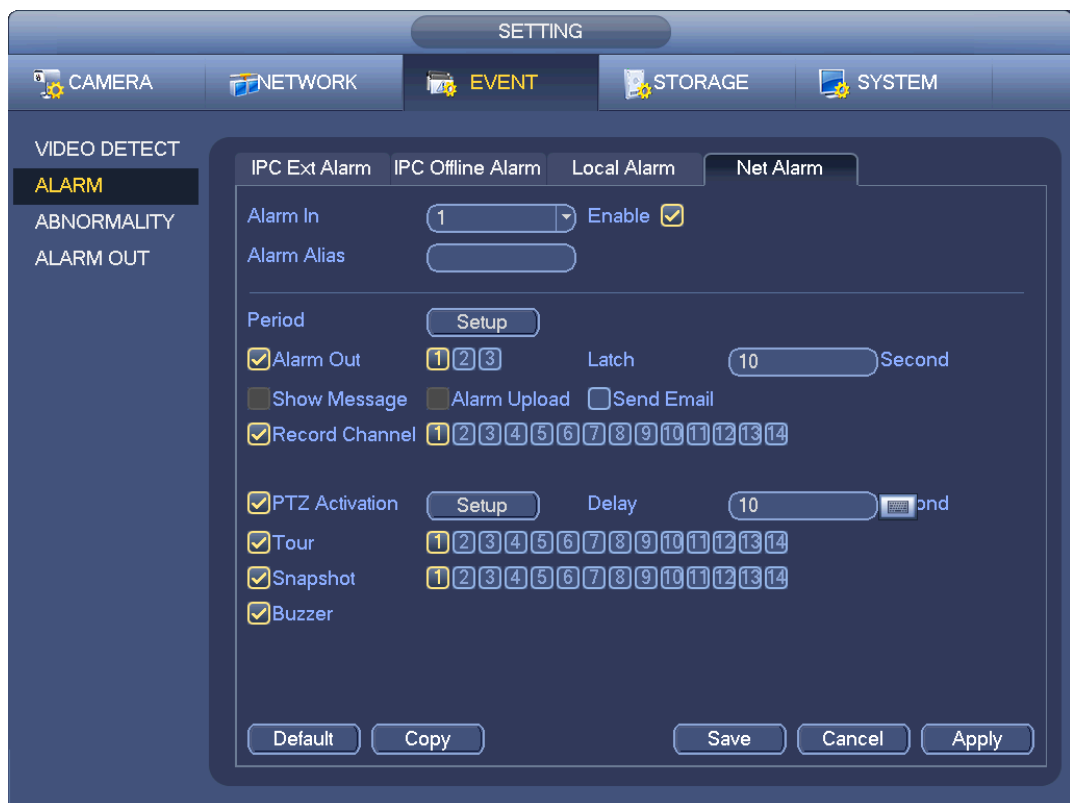 SETTING
CAMERA NETWORK EVENT STORAGE SYSTEM
VIDEO DETECT
ALARM
ABNORMALITY
ALARM OUT
IPC Ext Alarm IPC Offline Alarm Local Alarm Net Alarm
Alarm In 1 Enable
Alarm Alias
Period Setup
Alarm Out 1 2 3 Latch 10 Second
Show Message Alarm Upload Send Email
Record Channel 1 2 3 4 5 6 7 8 9 10 11 12 13 14
PTZ Activation Setup Delay 10 ond
Tour 1 2 3 4 5 6 7 8 9 10 11 12 13 14
Snapshot 1 2 3 4 5 6 7 8 9 10 11 12 13 14
Buzzer
Default Copy Save Cancel Apply